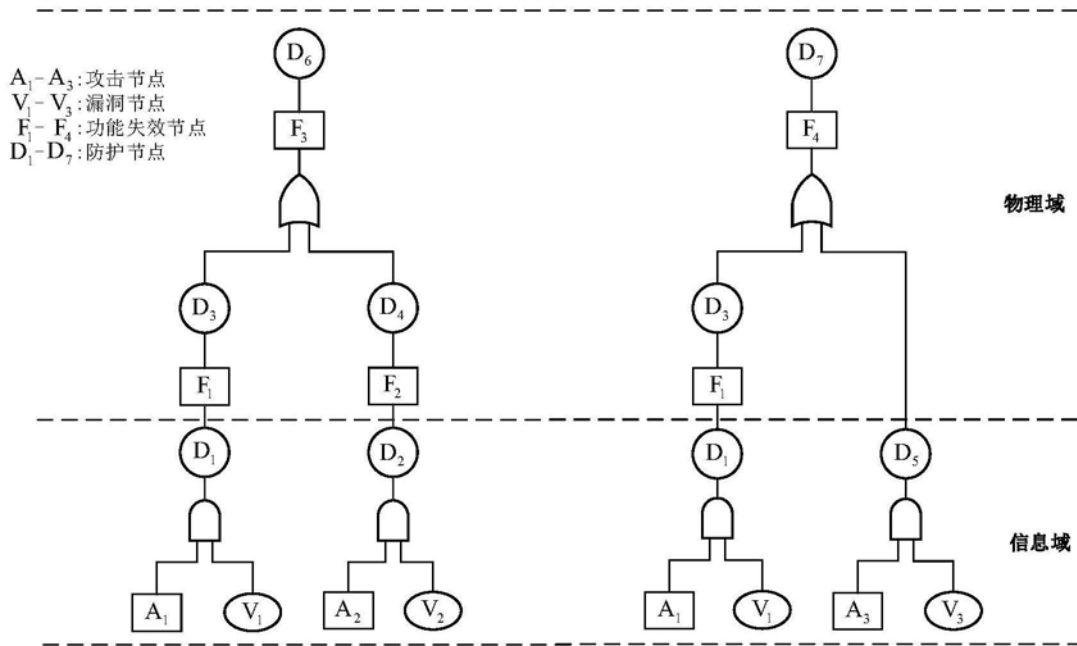 D₆ D₇
A₁-A₃:攻击节点
V₁-V₃:漏洞节点
F₁-F₄:功能失效节点
D₁-D₇:防护节点
F₃ F₄
物理域
D₃ D₄ D₃
F₁ F₂ F₁
D₁ D₂ D₁ D₅
信息域
A₁ V₁ A₂ V₂ A₁ V₁ A₃ V₃